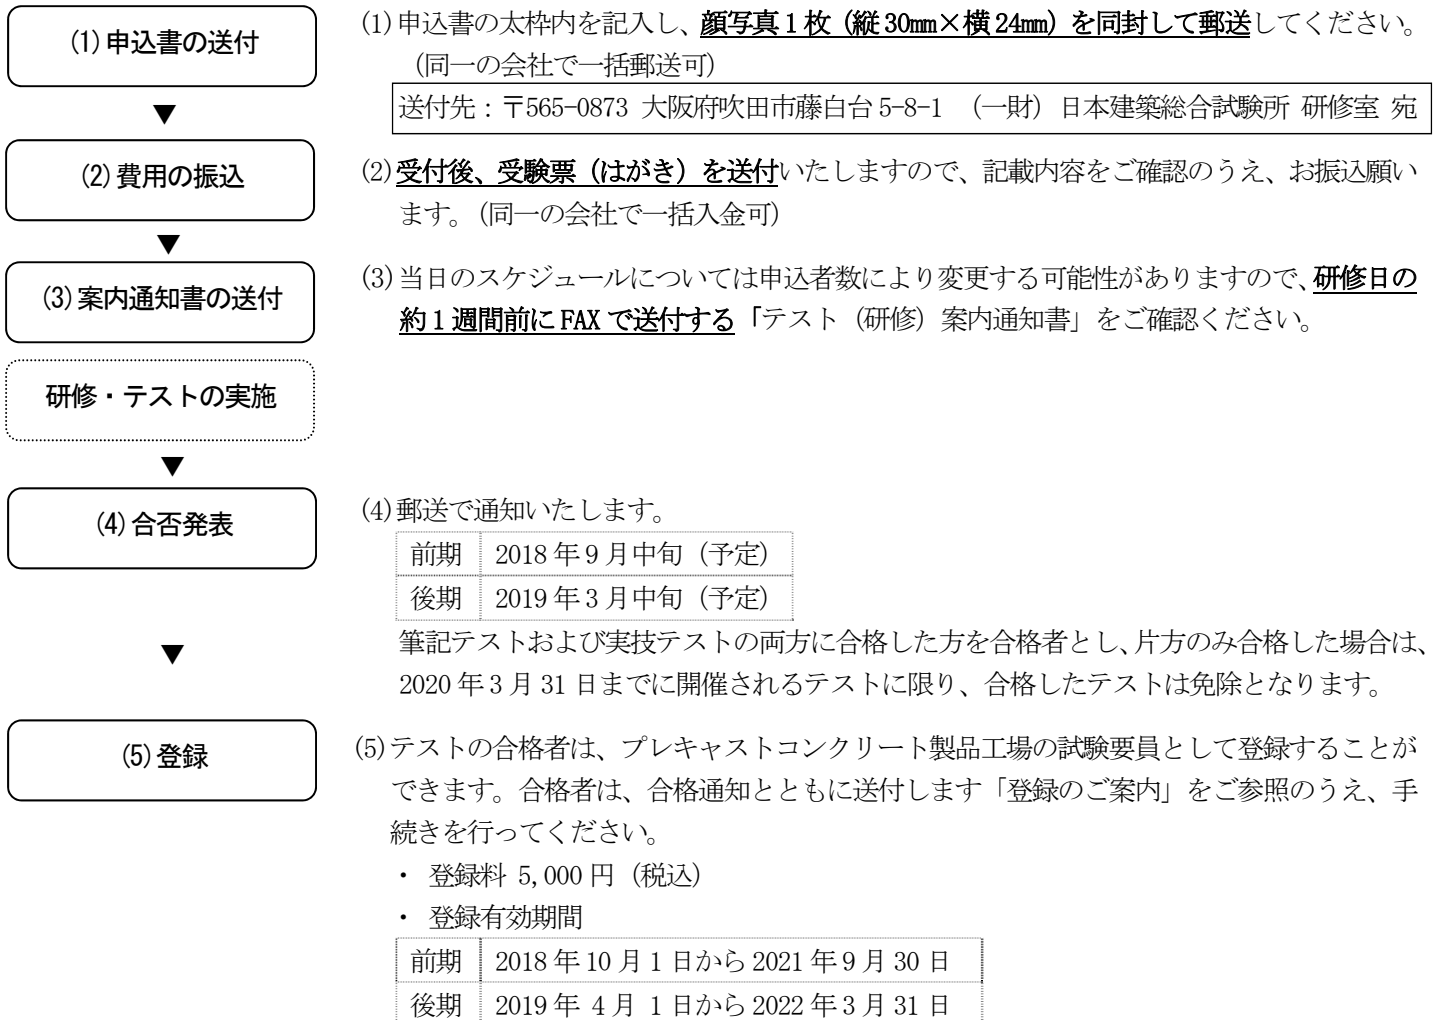 (1)申込書の送付
(1)申込書の太枠内を記入し、顔写真1枚（縦30mm×横24mm）を同封して郵送してください。
（同一の会社で一括郵送可）
送付先：〒565-0873 大阪府吹田市藤白台5-8-1 （一財）日本建築総合試験所 研修室 宛
▼
(2)費用の振込
(2)受付後、受験票（はがき）を送付いたしますので、記載内容をご確認のうえ、お振込願い
ます。（同一の会社で一括入金可）
▼
(3)案内通知書の送付
(3)当日のスケジュールについては申込者数により変更する可能性がありますので、研修日の
約1週間前にFAXで送付する「テスト（研修）案内通知書」をご確認ください。
研修・テストの実施
▼
(4)合否発表
(4)郵送で通知いたします。
前期 2018年9月中旬（予定）
後期 2019年3月中旬（予定）
筆記テストおよび実技テストの両方に合格した方を合格者とし、片方のみ合格した場合は、
2020年3月31日までに開催されるテストに限り、合格したテストは免除となります。
▼
(5)登録
(5)テストの合格者は、プレキャストコンクリート製品工場の試験要員として登録することが
できます。合格者は、合格通知とともに送付します「登録のご案内」をご参照のうえ、手
続きを行ってください。
・ 登録料 5,000円（税込）
・ 登録有効期間
前期 2018年10月1日から2021年9月30日
後期 2019年 4月 1日から2022年3月31日